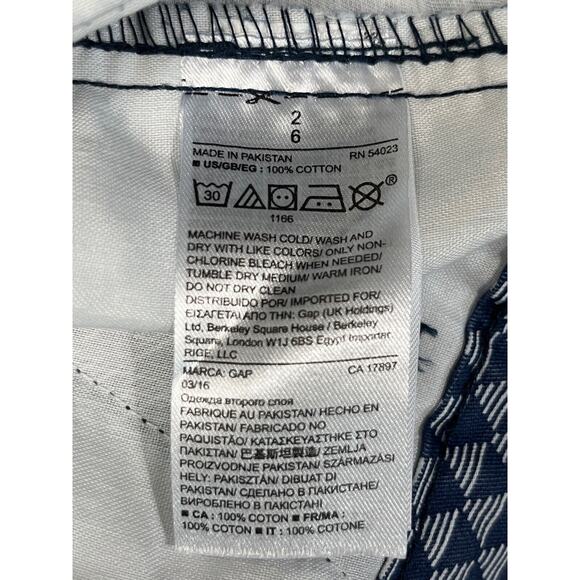 2
6
MADE IN PAKISTAN RN 54023
■ US/GB/EG : 100% COTTON
30 ®
1166
MACHINE WASH COLD/ WASH AND
DRY WITH LIKE COLORS/ ONLY NON-
CHLORINE BLEACH WHEN NEEDED/
TUMBLE DRY MEDIUM/ WARM IRON/
DO NOT DRY CLEAN
DISTRIBUIDO POR/ IMPORTED FOR/
ΕΙΣΑΓΕΤΑΙ ΑΠΟ ΤΗΝ: Gap (UK Holdings)
Ltd, Berkeley Square House / Berkeley
Square, London W1J 6BS Egypt Importer
RIGE, LLC
MARCA: GAP CA 17897
03/16
Одежда второго слоя
FABRIQUE AU PAKISTAN/ HECHO EN
PAKISTAN/ FABRICADO NO
PAQUISTÃO/ ΚΑΤΑΣΚΕΥΑΣΤΗΚΕ ΣΤΟ
ΠΑΚΙΣΤΑΝ/ 巴基斯坦製造/ ZEMLJA
PROIZVODNJE PAKISTAN/ SZÁRMAZÁSI
HELY: PAKISZTÁN/ DIBUAT DI
PAKISTAN/ СДЕЛАНО В ПАКИСТАНЕ/
ВИРОБЛЕНО В ПАКИСТАНІ
■ CA : 100% COTON ■ FR/MA :
100% COTON ■ IT : 100% COTONE